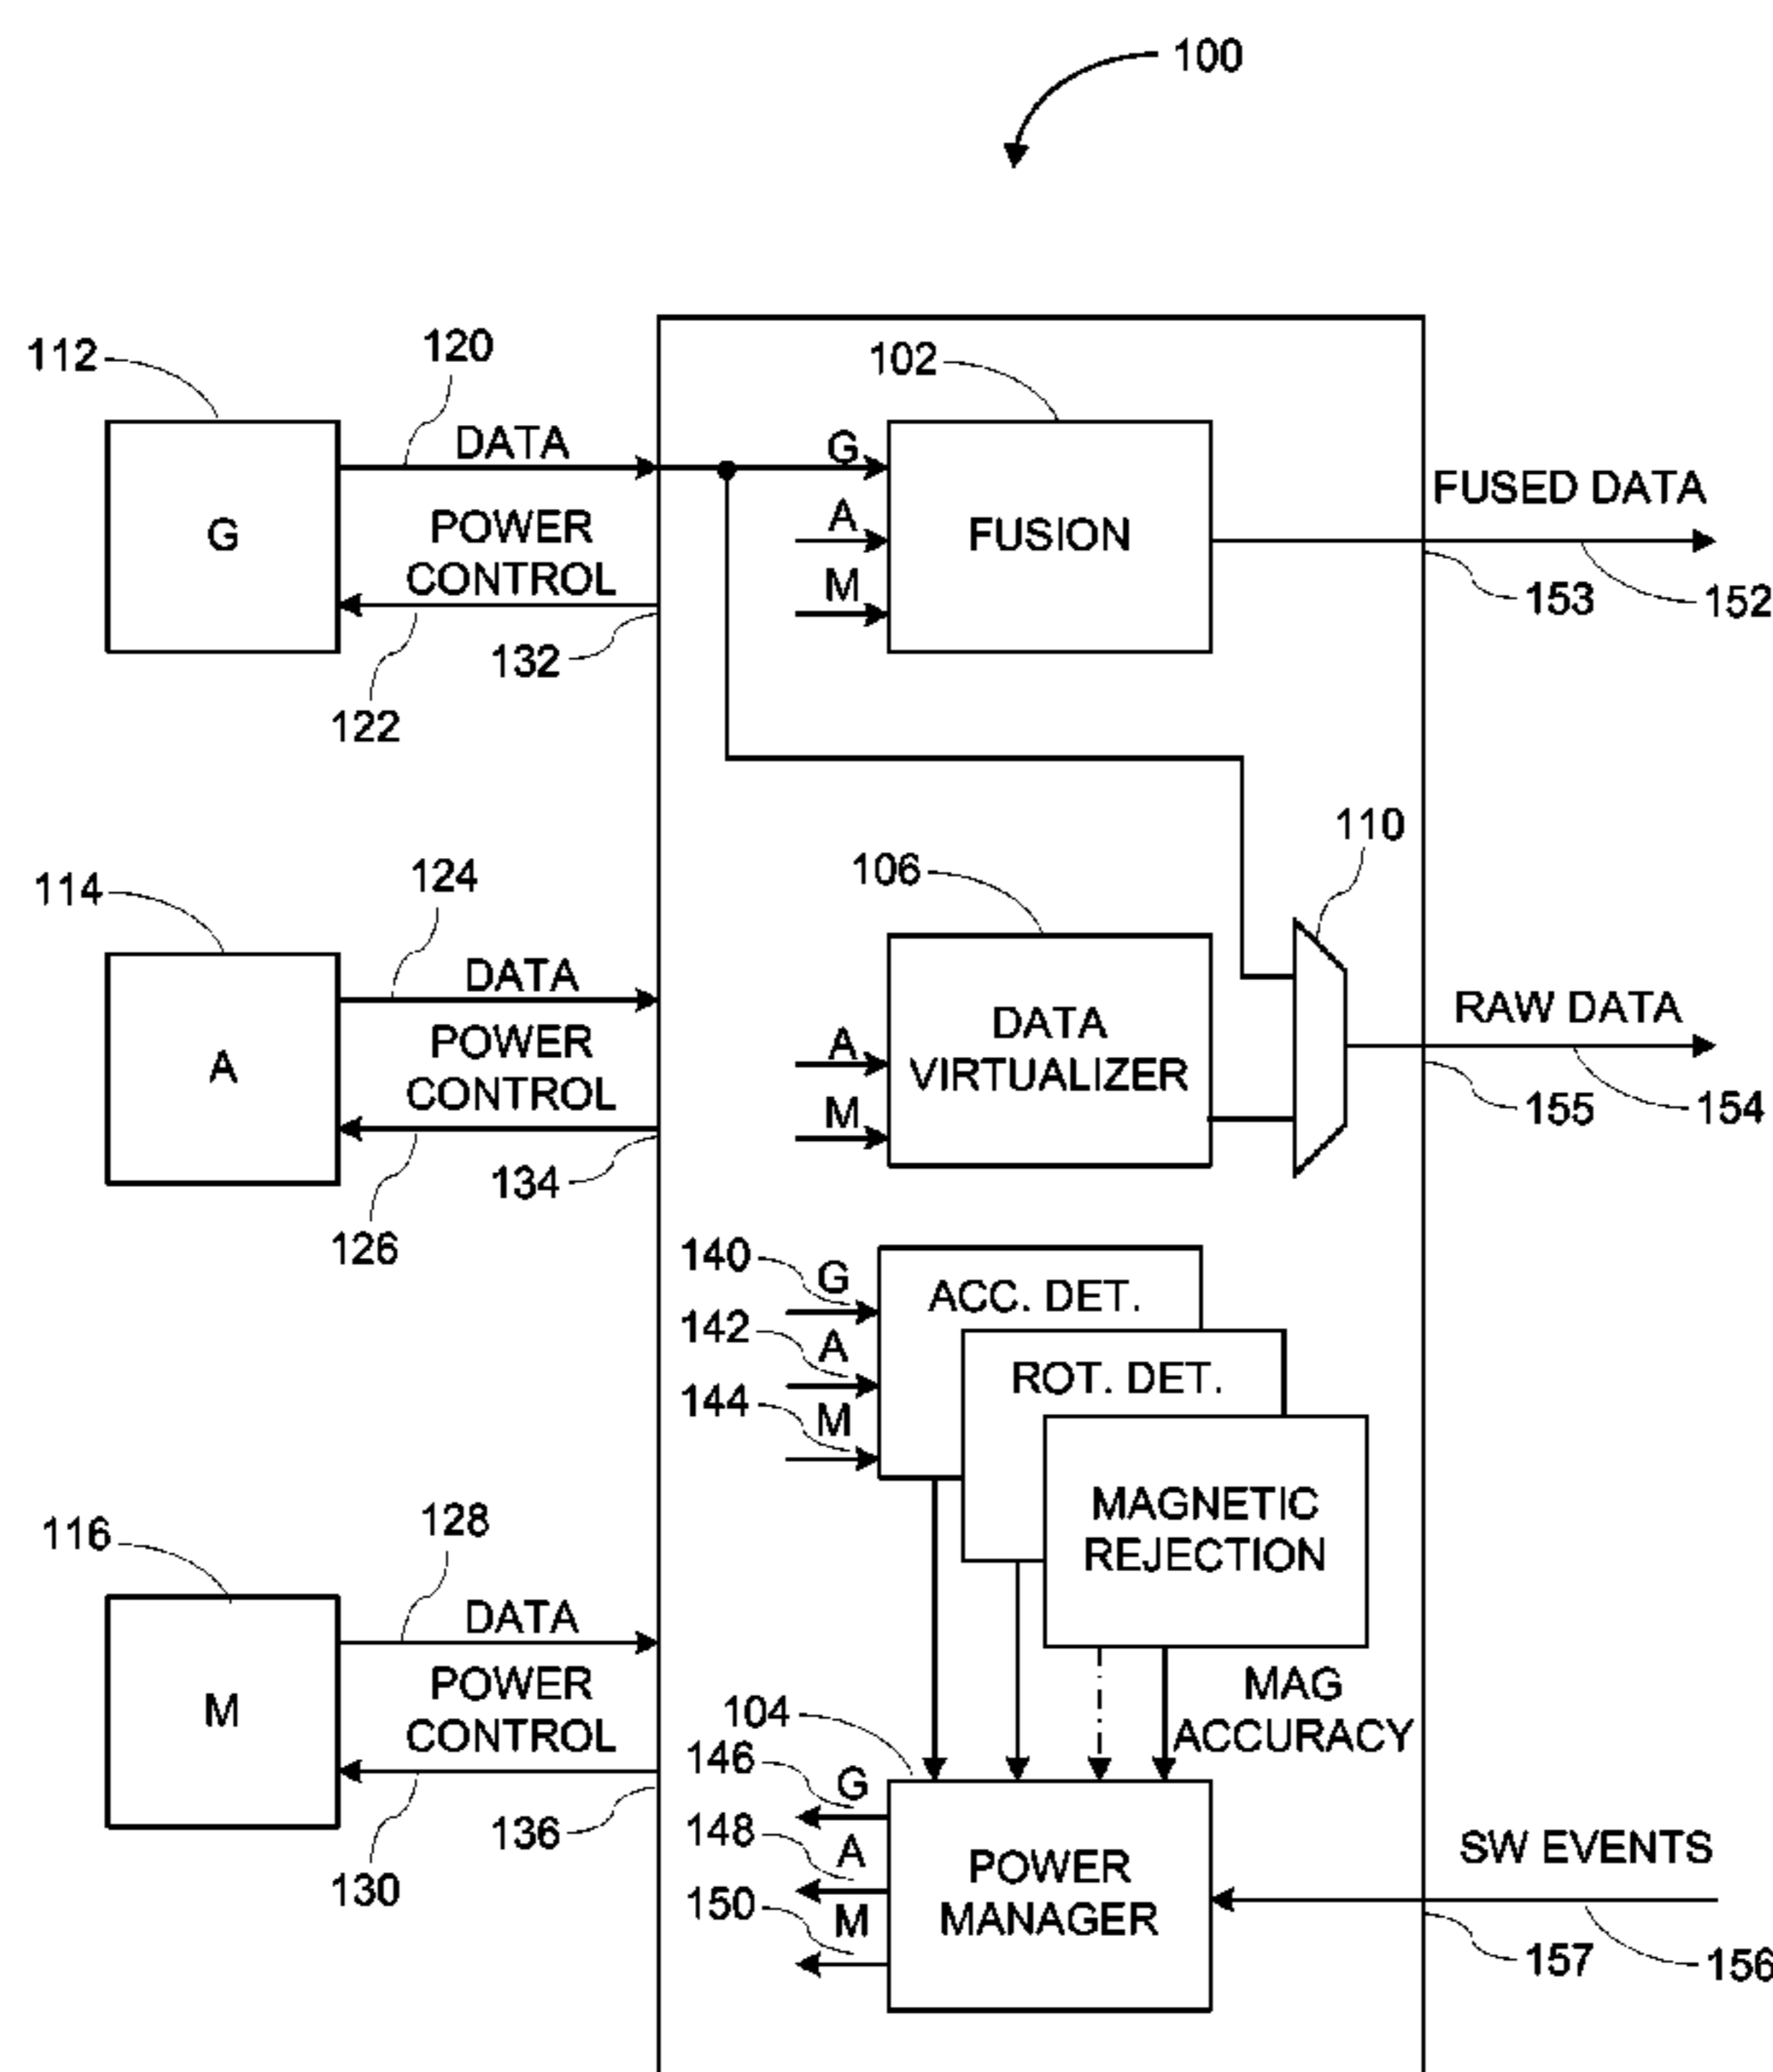 100
112
120
102
DATA
G
G
POWER
CONTROL
A
M
FUSION
FUSED DATA
153
152
132
122
110
114
124
106
DATA
A
POWER
CONTROL
A
M
DATA
VIRTUALIZER
RAW DATA
155
154
134
126
140
G
142
A
144
M
ACC. DET.
ROT. DET.
MAGNETIC
REJECTION
116
128
DATA
M
POWER
CONTROL
104
MAG
ACCURACY
146
G
148
A
150
M
136
130
POWER
MANAGER
SW EVENTS
157
156